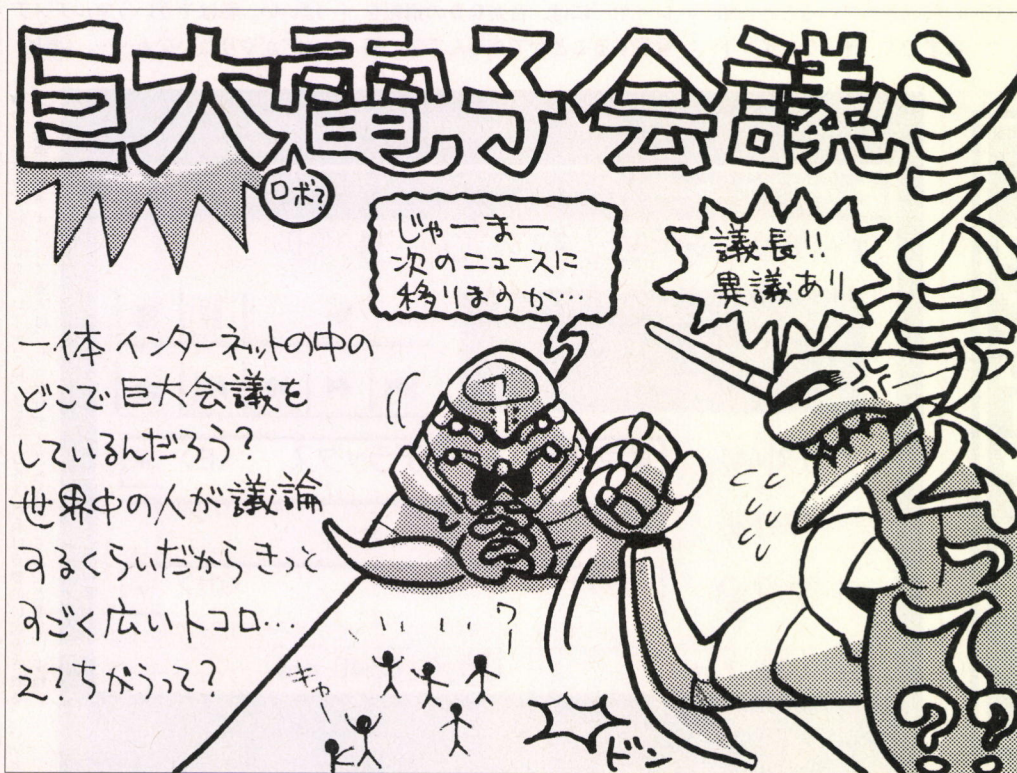 巨大電子会議システムって??
ロボ?
じゃーまー
次のニュースに
移りますか…
議長!!
異議あり
一体インターネットの中の
どこで巨大会議を
しているんだろう?
世界中の人が議論
するくらいだからきっと
すごく広いトコロ…
え?ちがうって?
ワー
キャー
ドン